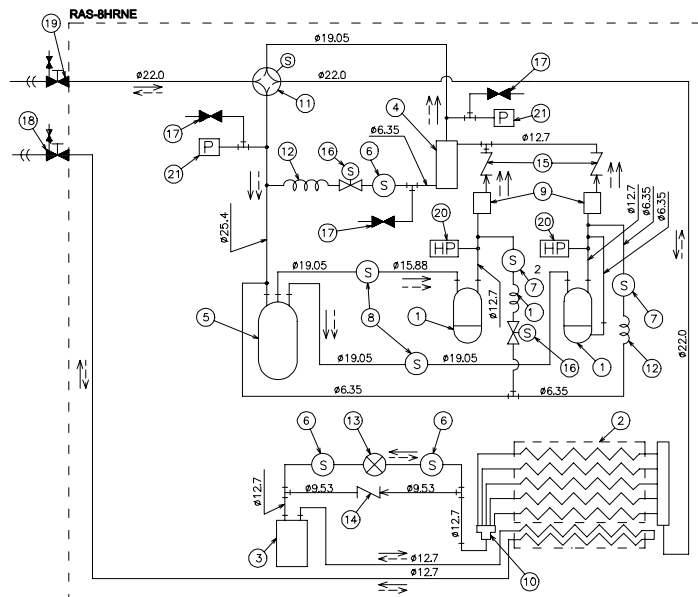 RAS-8HRNE
19
ø22.0
ø19.05
S
11
ø22.0
17
4
17
P
21
18
17
P
21
12
16
S
6
S
ø6.35
ø12.7
15
9
17
20
HP
20
HP
ø12.7
ø6.35
ø6.35
ø25.4
ø19.05
S
ø15.88
S
2
7
S
7
5
8
1
ø12.7
1
S
16
1
12
ø22.0
ø19.05
S
ø19.05
ø6.35
ø6.35
6
13
6
2
S
S
ø12.7
ø9.53
ø9.53
14
ø12.7
3
10
ø12.7
ø12.7